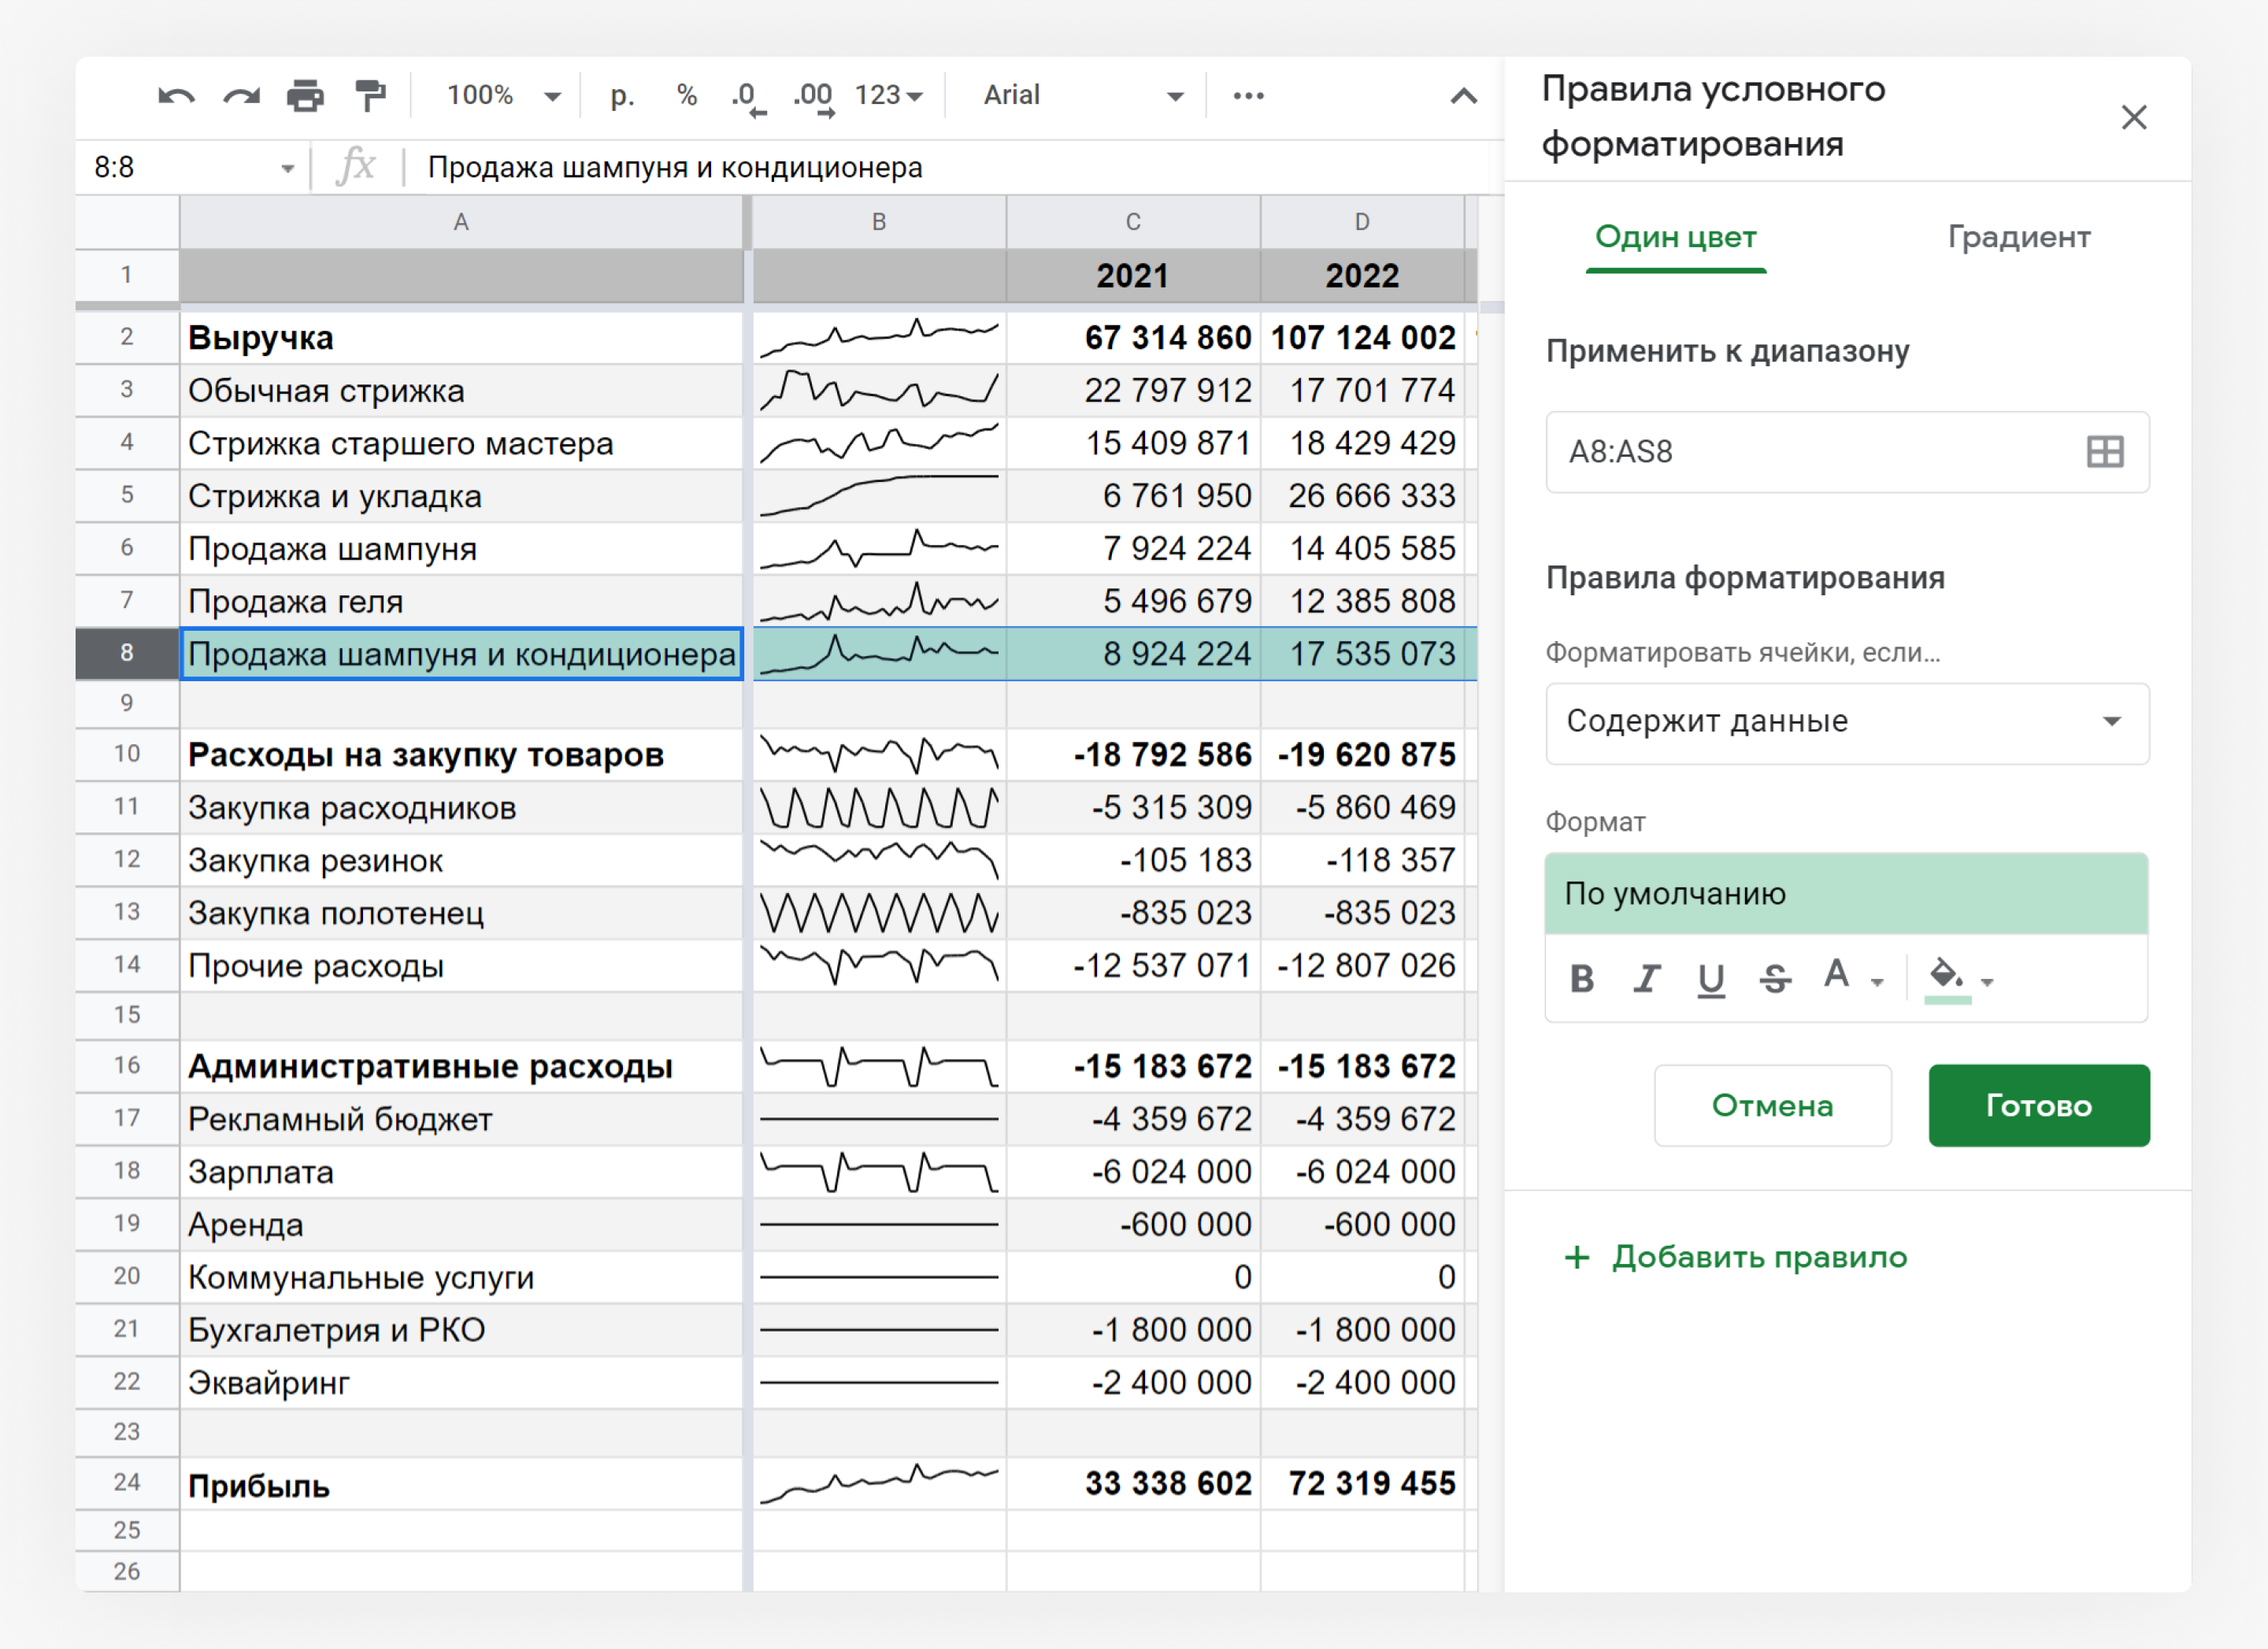 100% р. % .0 .00 123 Arial
8:8 fx Продажа шампуня и кондиционера
A B C D
1 2021 2022
2 Выручка 67 314 860 107 124 002
3 Обычная стрижка 22 797 912 17 701 774
4 Стрижка старшего мастера 15 409 871 18 429 429
5 Стрижка и укладка 6 761 950 26 666 333
6 Продажа шампуня 7 924 224 14 405 585
7 Продажа геля 5 496 679 12 385 808
8 Продажа шампуня и кондиционера 8 924 224 17 535 073
9
10 Расходы на закупку товаров -18 792 586 -19 620 875
11 Закупка расходников -5 315 309 -5 860 469
12 Закупка резинок -105 183 -118 357
13 Закупка полотенец -835 023 -835 023
14 Прочие расходы -12 537 071 -12 807 026
15
16 Административные расходы -15 183 672 -15 183 672
17 Рекламный бюджет -4 359 672 -4 359 672
18 Зарплата -6 024 000 -6 024 000
19 Аренда -600 000 -600 000
20 Коммунальные услуги 0 0
21 Бухгалетрия и РКО -1 800 000 -1 800 000
22 Эквайринг -2 400 000 -2 400 000
23
24 Прибыль 33 338 602 72 319 455
25
26
Правила условного
форматирования
Один цвет Градиент
Применить к диапазону
A8:AS8
Правила форматирования
Форматировать ячейки, если…
Содержит данные
Формат
По умолчанию
B I U S A
Отмена Готово
+ Добавить правило